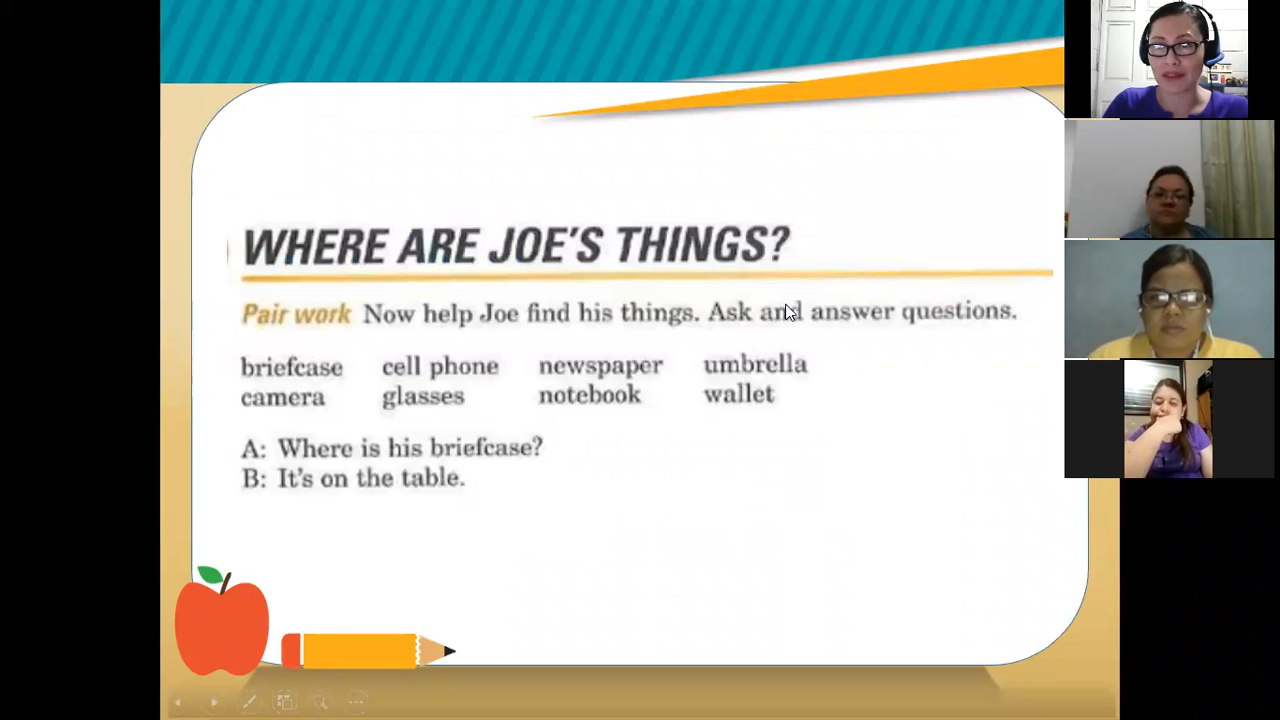 WHERE ARE JOE'S THINGS?
Pair work Now help Joe find his things. Ask and answer questions.
briefcase cell phone newspaper umbrella
camera glasses notebook wallet
A: Where is his briefcase?
B: It's on the table.